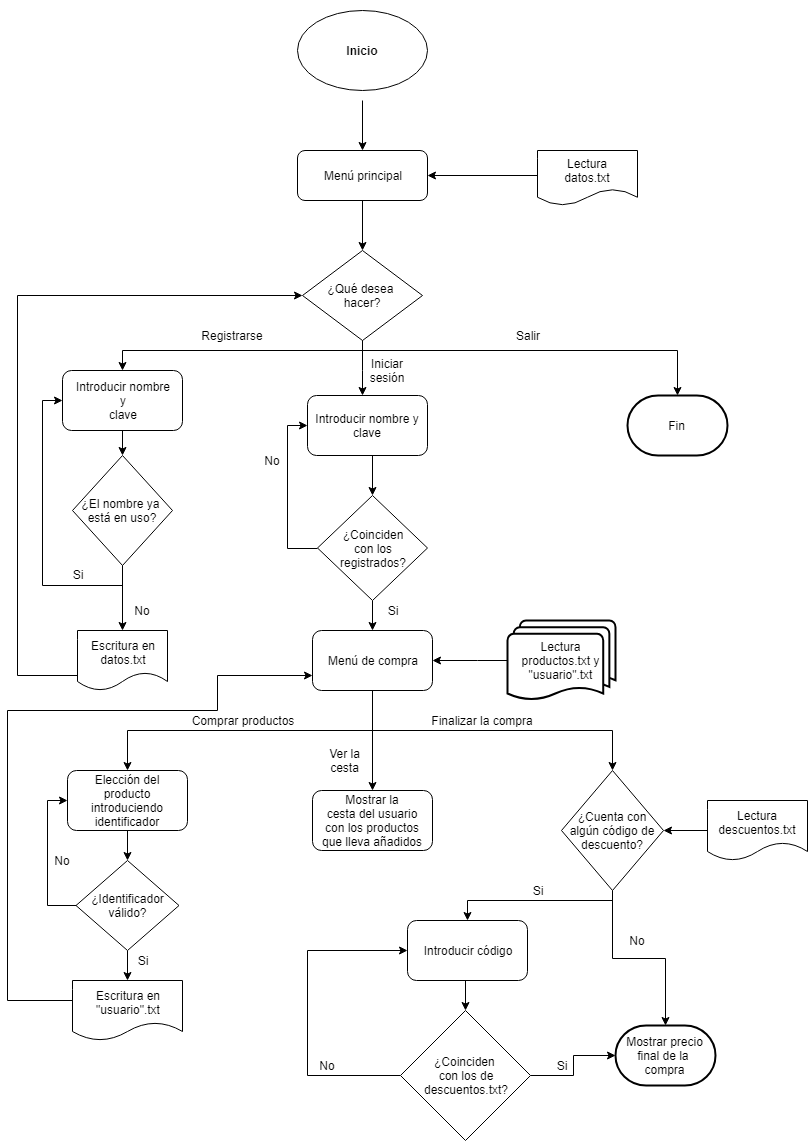 Inicio
Menú principal
Lectura
datos.txt
¿Qué desea
hacer?
Registrarse
Salir
Iniciar
sesión
Introducir nombre
y
clave
Introducir nombre y
clave
Fin
No
¿El nombre ya
está en uso?
¿Coinciden
con los
registrados?
Si
No
Si
Escritura en
datos.txt
Menú de compra
Lectura
productos.txt y
"usuario".txt
Comprar productos
Finalizar la compra
Ver la
cesta
Elección del
producto
introduciendo
identificador
Mostrar la
cesta del usuario
con los productos
que lleva añadidos
¿Cuenta con
algún código de
descuento?
Lectura
descuentos.txt
No
¿Identificador
válido?
Si
Si
No
Introducir código
Escritura en
"usuario".txt
¿Coinciden
con los de
descuentos.txt?
No
Si
Mostrar precio
final de la
compra